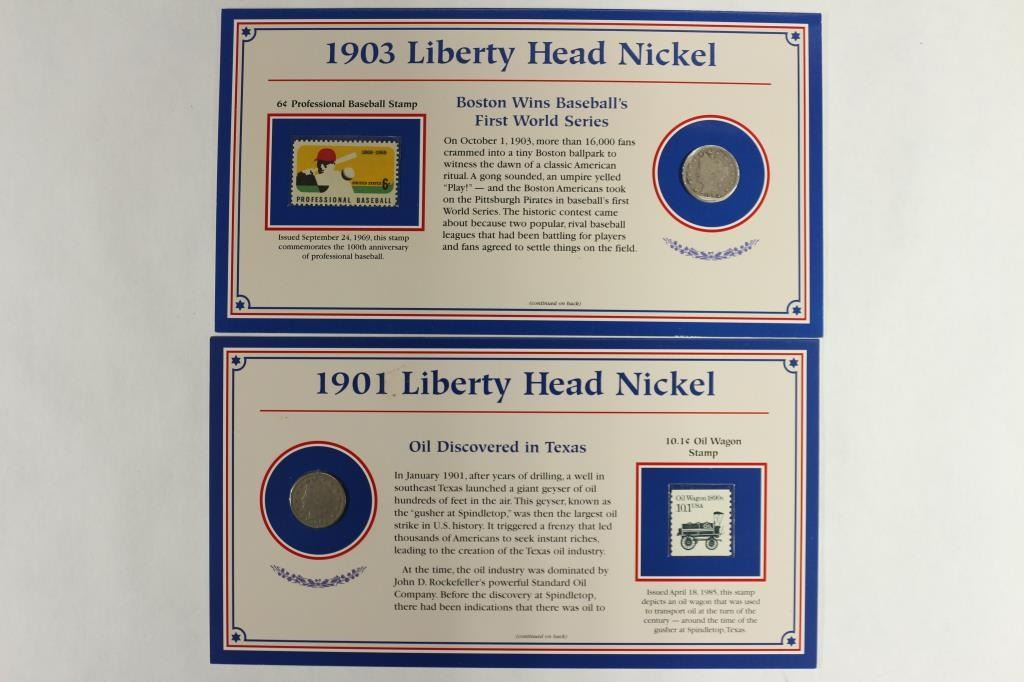 1903 Liberty Head Nickel
6¢ Professional Baseball Stamp
1869-1969
UNITED STATES 6¢
PROFESSIONAL BASEBALL
Issued September 24, 1969, this stamp
commemorates the 100th anniversary
of professional baseball.
Boston Wins Baseball's
First World Series
On October 1, 1903, more than 16,000 fans
crammed into a tiny Boston ballpark to
witness the dawn of a classic American
ritual. A gong sounded, an umpire yelled
"Play!" — and the Boston Americans took
on the Pittsburgh Pirates in baseball's first
World Series. The historic contest came
about because two popular, rival baseball
leagues that had been battling for players
and fans agreed to settle things on the field.
(continued on back)
1901 Liberty Head Nickel
Oil Discovered in Texas
In January 1901, after years of drilling, a well in
southeast Texas launched a giant geyser of oil
hundreds of feet in the air. This geyser, known as
the "gusher at Spindletop," was then the largest oil
strike in U.S. history. It triggered a frenzy that led
thousands of Americans to seek instant riches,
leading to the creation of the Texas oil industry.
At the time, the oil industry was dominated by
John D. Rockefeller's powerful Standard Oil
Company. Before the discovery at Spindletop,
there had been indications that there was oil to
(continued on back)
10.1¢ Oil Wagon
Stamp
Oil Wagon 1890s
10.1 USA
Issued April 18, 1985, this stamp
depicts an oil wagon that was used
to transport oil at the turn of the
century — around the time of the
gusher at Spindletop, Texas.